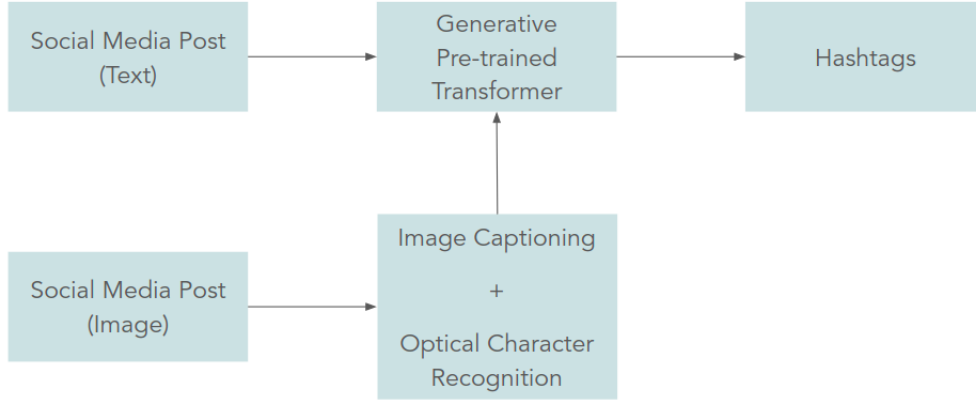 Social Media Post
(Text)
Generative
Pre-trained
Transformer
Hashtags
Social Media Post
(Image)
Image Captioning
+
Optical Character
Recognition